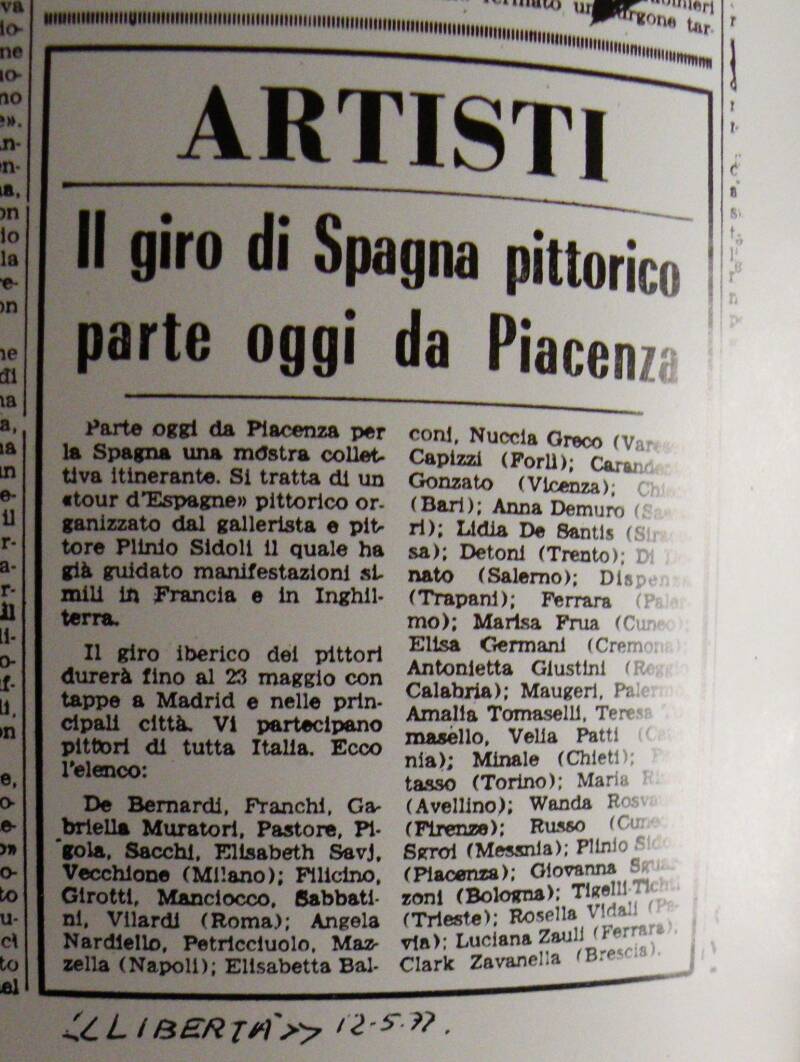 ARTISTI
Il giro di Spagna pittorico
parte oggi da Piacenza
Parte oggi da Piacenza per
la Spagna una mostra collet-
tiva itinerante. Si tratta di un
«tour d'Espagne» pittorico or-
ganizzato dal gallerista e pit-
tore Plinio Sidoli il quale ha
già guidato manifestazioni si-
mili in Francia e in Inghil-
terra.
Il giro iberico dei pittori
durerà fino al 23 maggio con
tappe a Madrid e nelle prin-
cipali città. Vi partecipano
pittori di tutta Italia. Ecco
l'elenco:
De Bernardi, Franchi, Ga-
briella Muratori, Pastore, Pi-
gola, Sacchi, Elisabeth Savj,
Vecchione (Milano); Filicino,
Girotti, Manciocco, Sabbati-
ni, Vilardi (Roma); Angela
Nardiello, Petricciuolo, Maz-
zella (Napoli); Elisabetta Bal-
coni, Nuccia Greco
Capizzi (Forlì);
Gonzato (Vicenza);
(Bari); Anna Demuro
ri); Lidia De Santis
sa); Detoni (Trento); Di
nato (Salerno);
(Trapani); Ferrara
mo); Marisa Frua (Cuneo);
Elisa Germani (Cremona);
Antonietta Giustini (Reggio
Calabria); Maugeri,
Amalia Tomaselli, Teresa
masello, Velia Patti
nia); Minale (Chieti);
tasso (Torino); Maria
(Avellino); Wanda
(Firenze); Russo
Sgroi (Messnia); Plinio
(Piacenza); Giovanna
zoni (Bologna);
(Trieste); Rosella Vidali
via); Luciana Zauli (Ferrara),
Clark Zavanella (Brescia).
«LIBERTA'» 12-5-77.